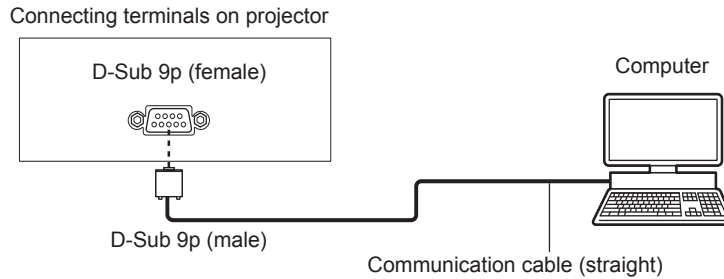 Connecting terminals on projector
D-Sub 9p (female)
Computer
D-Sub 9p (male)
Communication cable (straight)